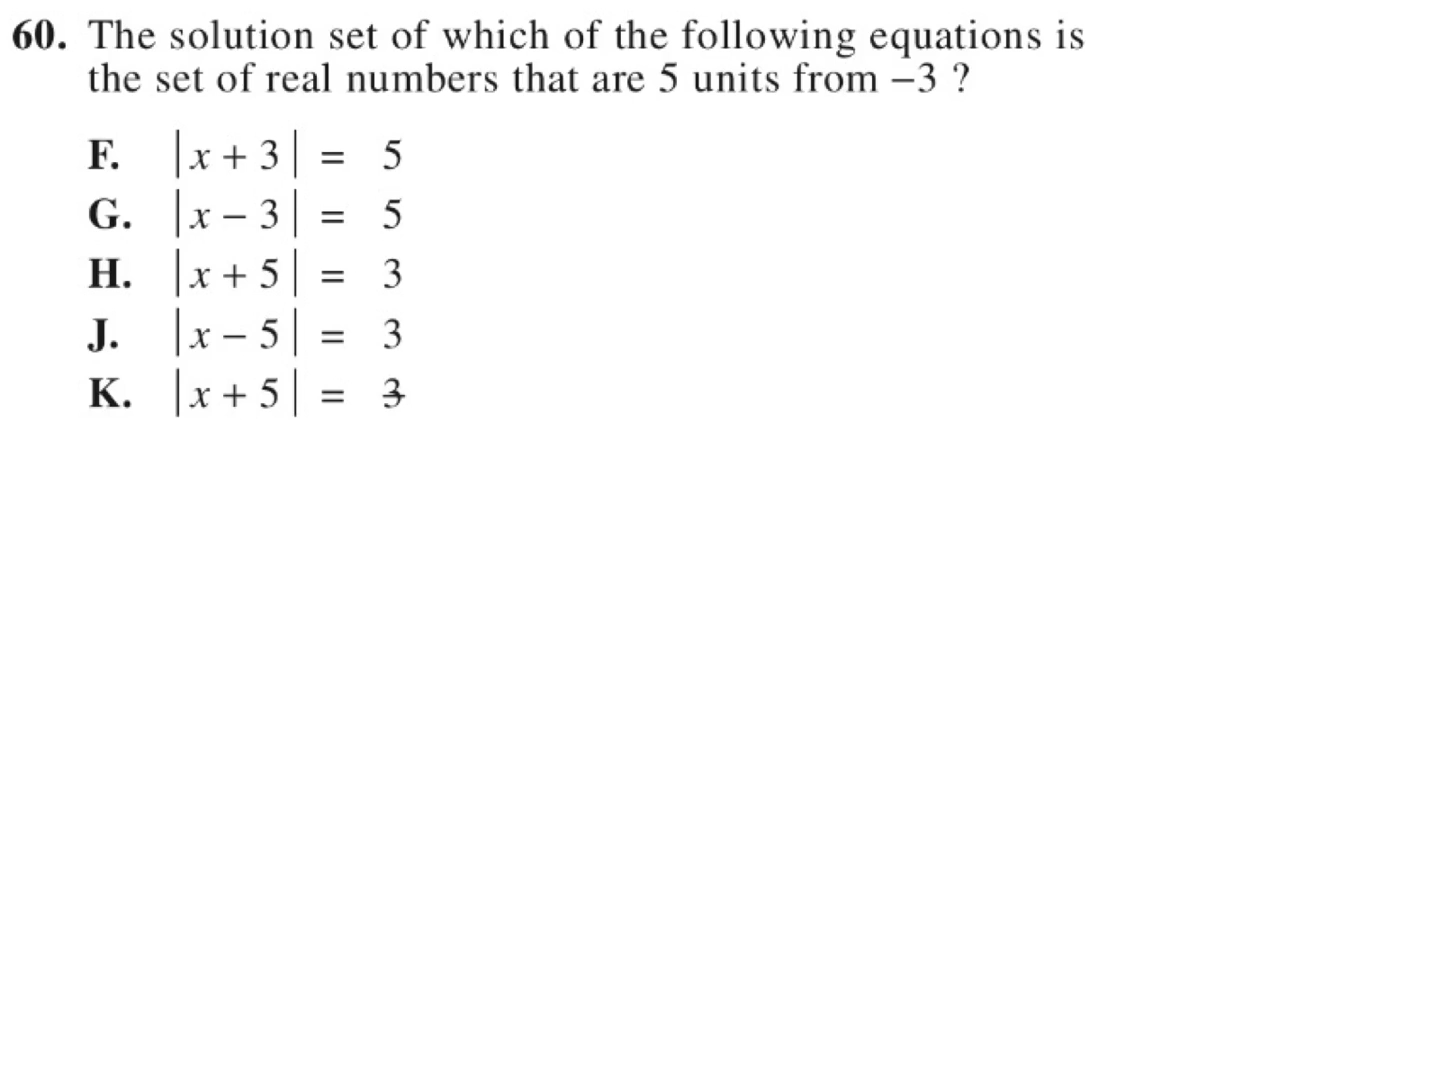 60. The solution set of which of the following equations is
the set of real numbers that are 5 units from −3 ?
F. |x + 3| = 5
G. |x − 3| = 5
H. |x + 5| = 3
J. |x − 5| = 3
K. |x + 5| = 3